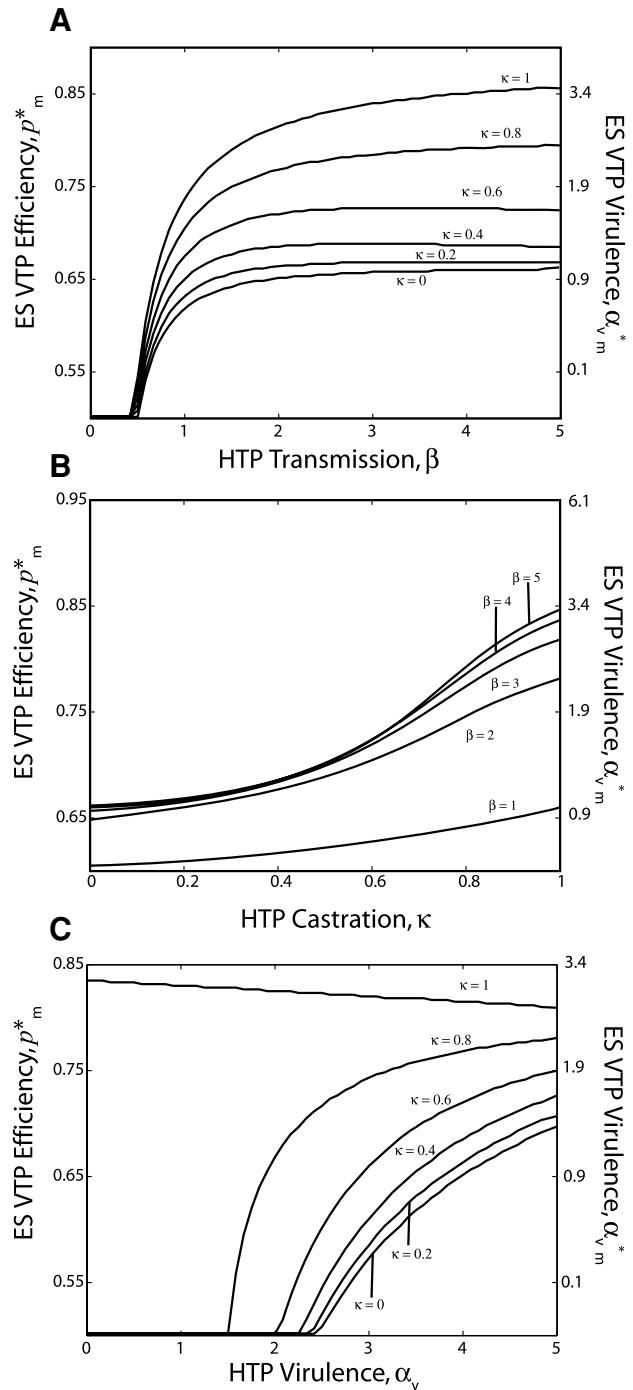 A
ES VTP Efficiency, p*m
0.85
0.75
0.65
0.55
3.4
1.9
0.9
0.1
ES VTP Virulence, αv m*
κ = 1
κ = 0.8
κ = 0.6
κ = 0.4
κ = 0.2
κ = 0
0 1 2 3 4 5
HTP Transmission, β
B
ES VTP Efficiency, p*m
0.95
0.85
0.75
0.65
6.1
3.4
1.9
0.9
ES VTP Virulence, αv m*
β = 5
β = 4
β = 3
β = 2
β = 1
0 0.2 0.4 0.6 0.8 1
HTP Castration, κ
C
ES VTP Efficiency, p*m
0.85
0.75
0.65
0.55
3.4
1.9
0.9
0.1
ES VTP Virulence, αv m*
κ = 1
κ = 0.8
κ = 0.6
κ = 0.4
κ = 0.2
κ = 0
0 1 2 3 4 5
HTP Virulence, αv